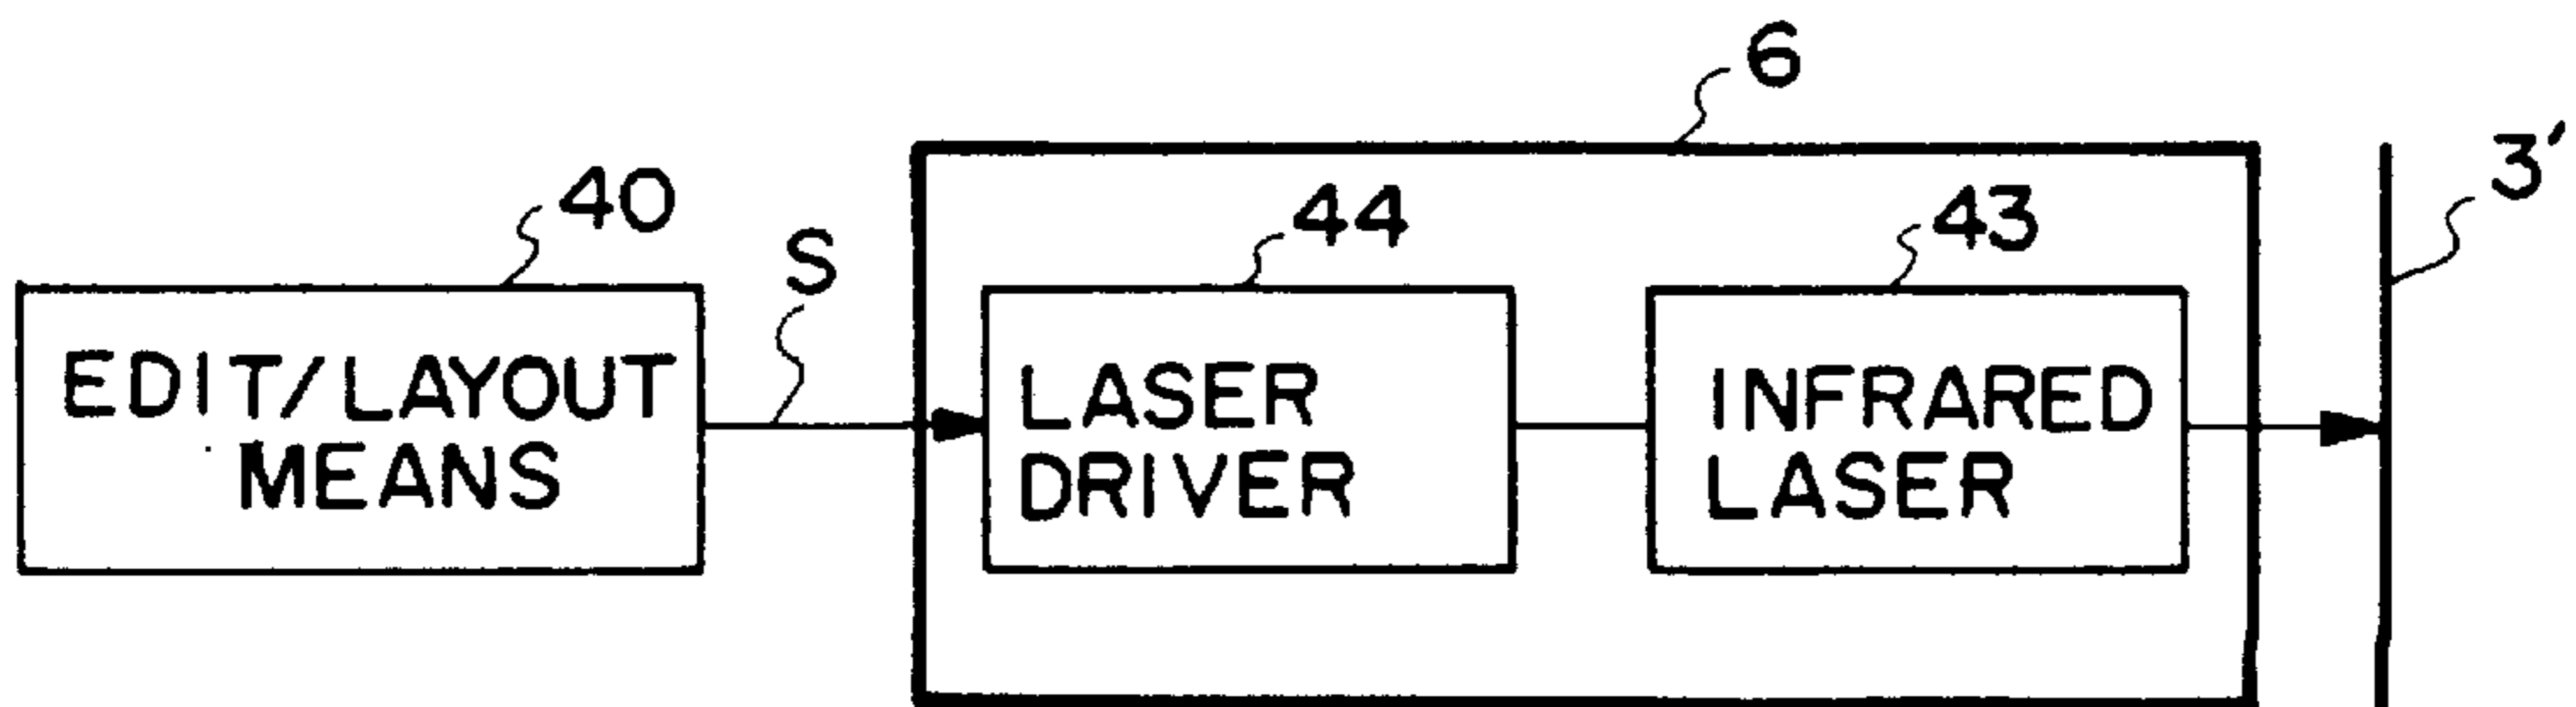 6
3'
40
S
44
43
EDIT/LAYOUT
MEANS
LASER
DRIVER
INFRARED
LASER